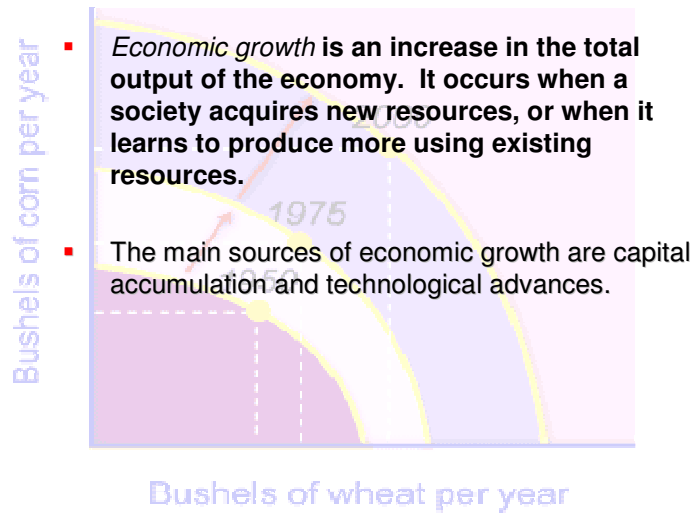 Bushels of corn per year
Economic growth is an increase in the total
output of the economy. It occurs when a
society acquires new resources, or when it
learns to produce more using existing
resources.
The main sources of economic growth are capital
accumulation and technological advances.
2000
1975
1950
Bushels of wheat per year